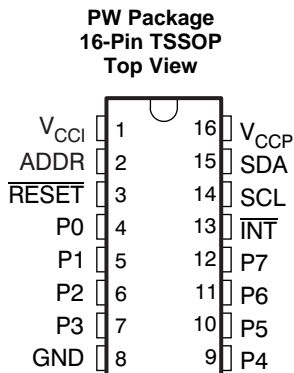 PW Package
16-Pin TSSOP
Top View
VCCI 1 16 VCCP
ADDR 2 15 SDA
RESET 3 14 SCL
P0 4 13 INT
P1 5 12 P7
P2 6 11 P6
P3 7 10 P5
GND 8 9 P4